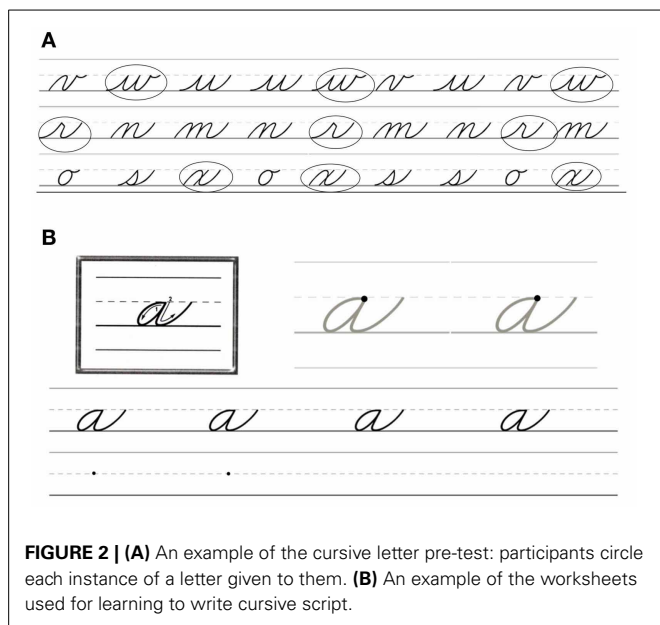 A
v w u u w v u v w
r n m n r m n r m
o s x o x s s o x
B
a a a
a a a a
FIGURE 2 | (A) An example of the cursive letter pre-test: participants circle
each instance of a letter given to them. (B) An example of the worksheets
used for learning to write cursive script.